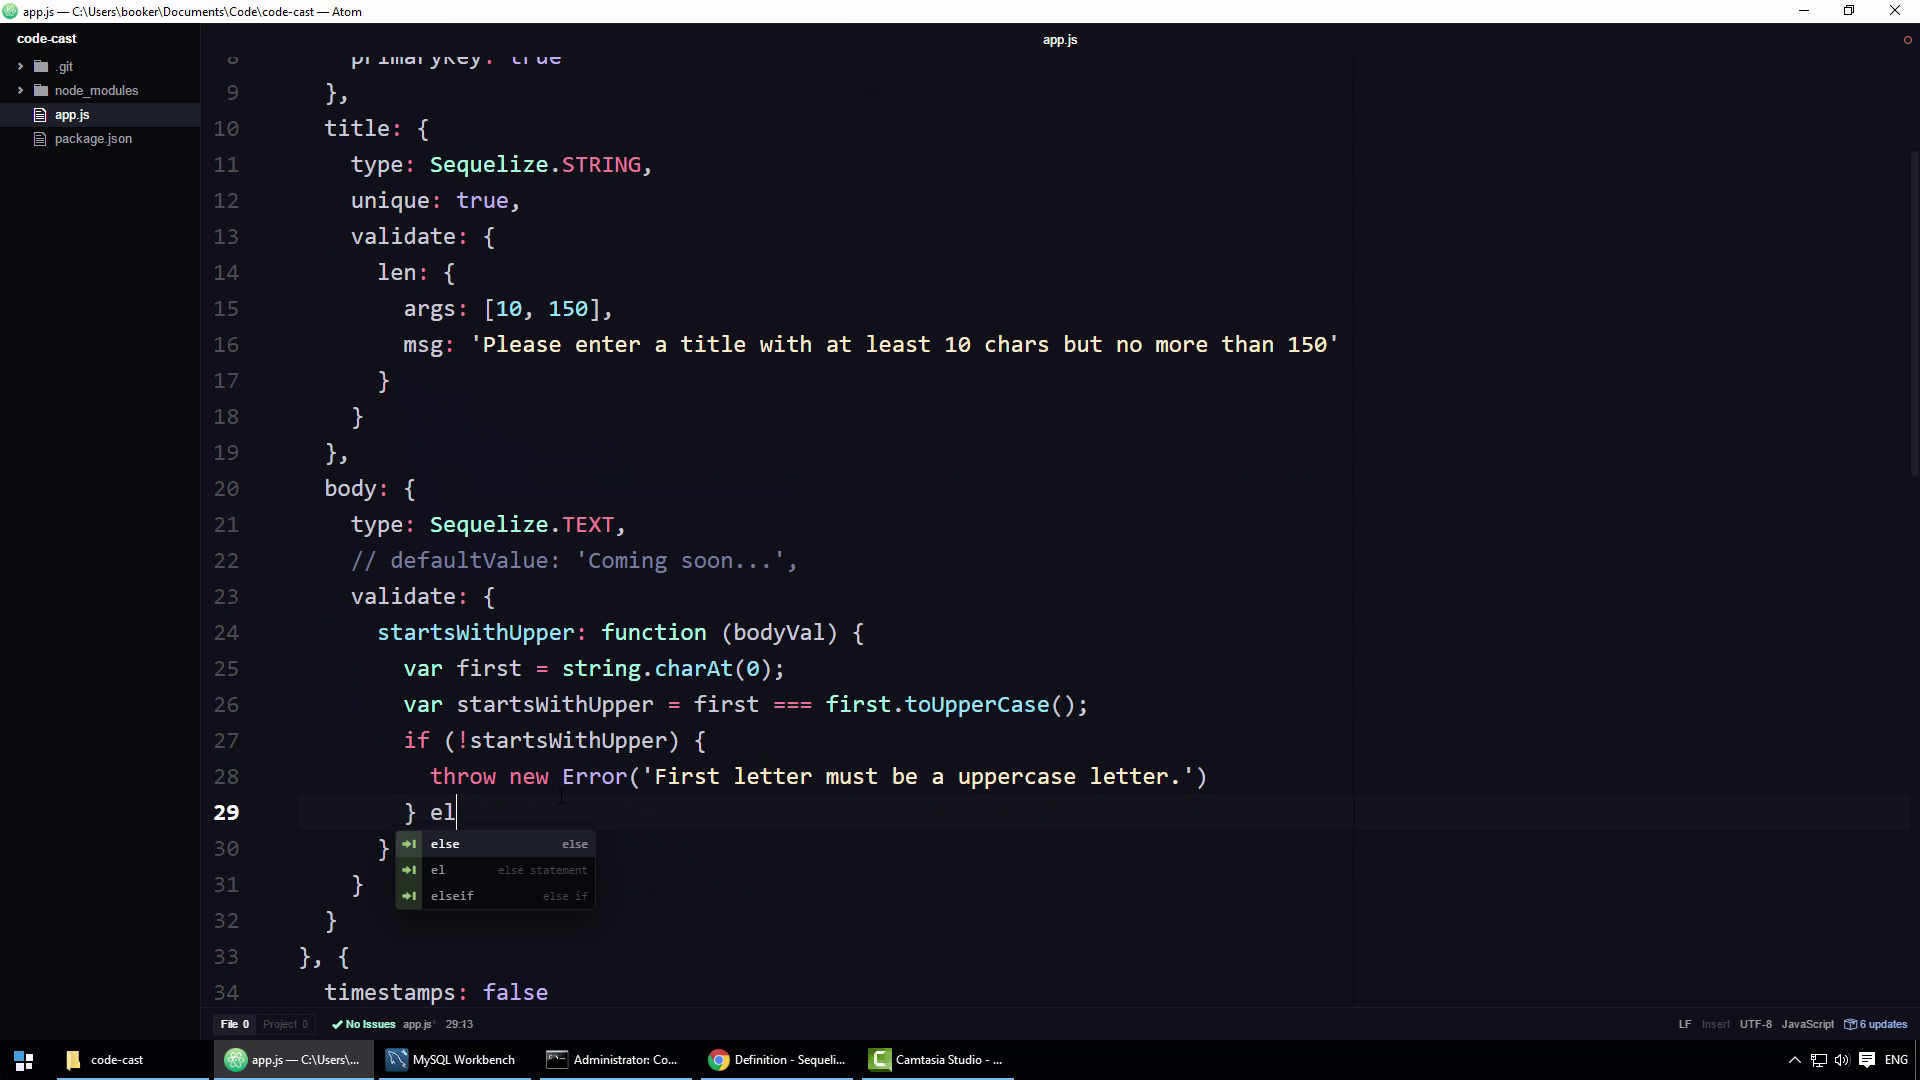 app.js — C:\Users\booker\Documents\Code\code-cast — Atom
code-cast
.git
node_modules
app.js
package.json
app.js
8 primaryKey: true
9 },
10 title: {
11 type: Sequelize.STRING,
12 unique: true,
13 validate: {
14 len: {
15 args: [10, 150],
16 msg: 'Please enter a title with at least 10 chars but no more than 150'
17 }
18 }
19 },
20 body: {
21 type: Sequelize.TEXT,
22 // defaultValue: 'Coming soon...',
23 validate: {
24 startsWithUpper: function (bodyVal) {
25 var first = string.charAt(0);
26 var startsWithUpper = first === first.toUpperCase();
27 if (!startsWithUpper) {
28 throw new Error('First letter must be a uppercase letter.')
29 } el
else else
30 }
el else statement
31 }
elseif else if
32 }
33 }, {
34 timestamps: false
File 0 Project 0 No Issues app.js* 29:13 LF Insert UTF-8 JavaScript 6 updates
code-cast app.js — C:\Users\... MySQL Workbench Administrator: Co... Definition - Sequeli... Camtasia Studio - ... ENG